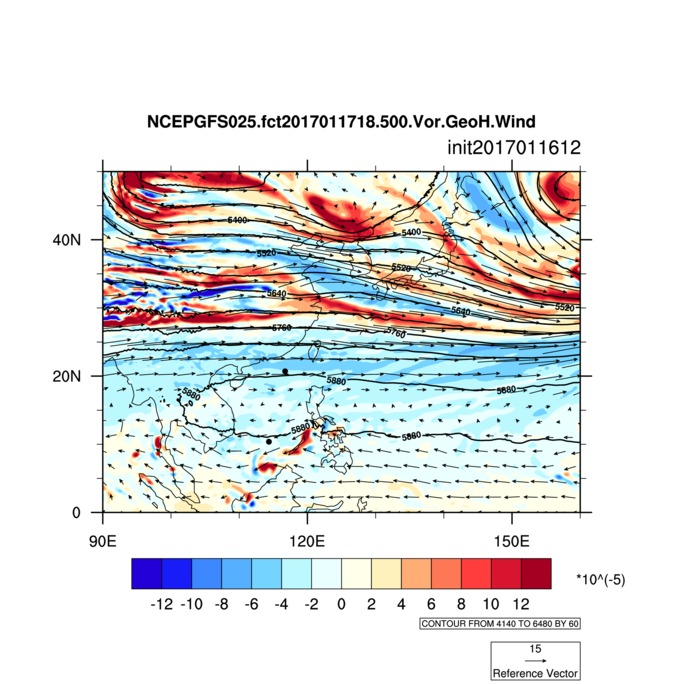 NCEPGFS025.fct2017011718.500.Vor.GeoH.Wind
init2017011612
5400
5400
40N
5520
5520
5640
5640
5520
5760
5760
20N
5880
5880
5880
5880
5880
0
90E 120E 150E
-12 -10 -8 -6 -4 -2 0 2 4 6 8 10 12
*10^(-5)
CONTOUR FROM 4140 TO 6480 BY 60
15
Reference Vector